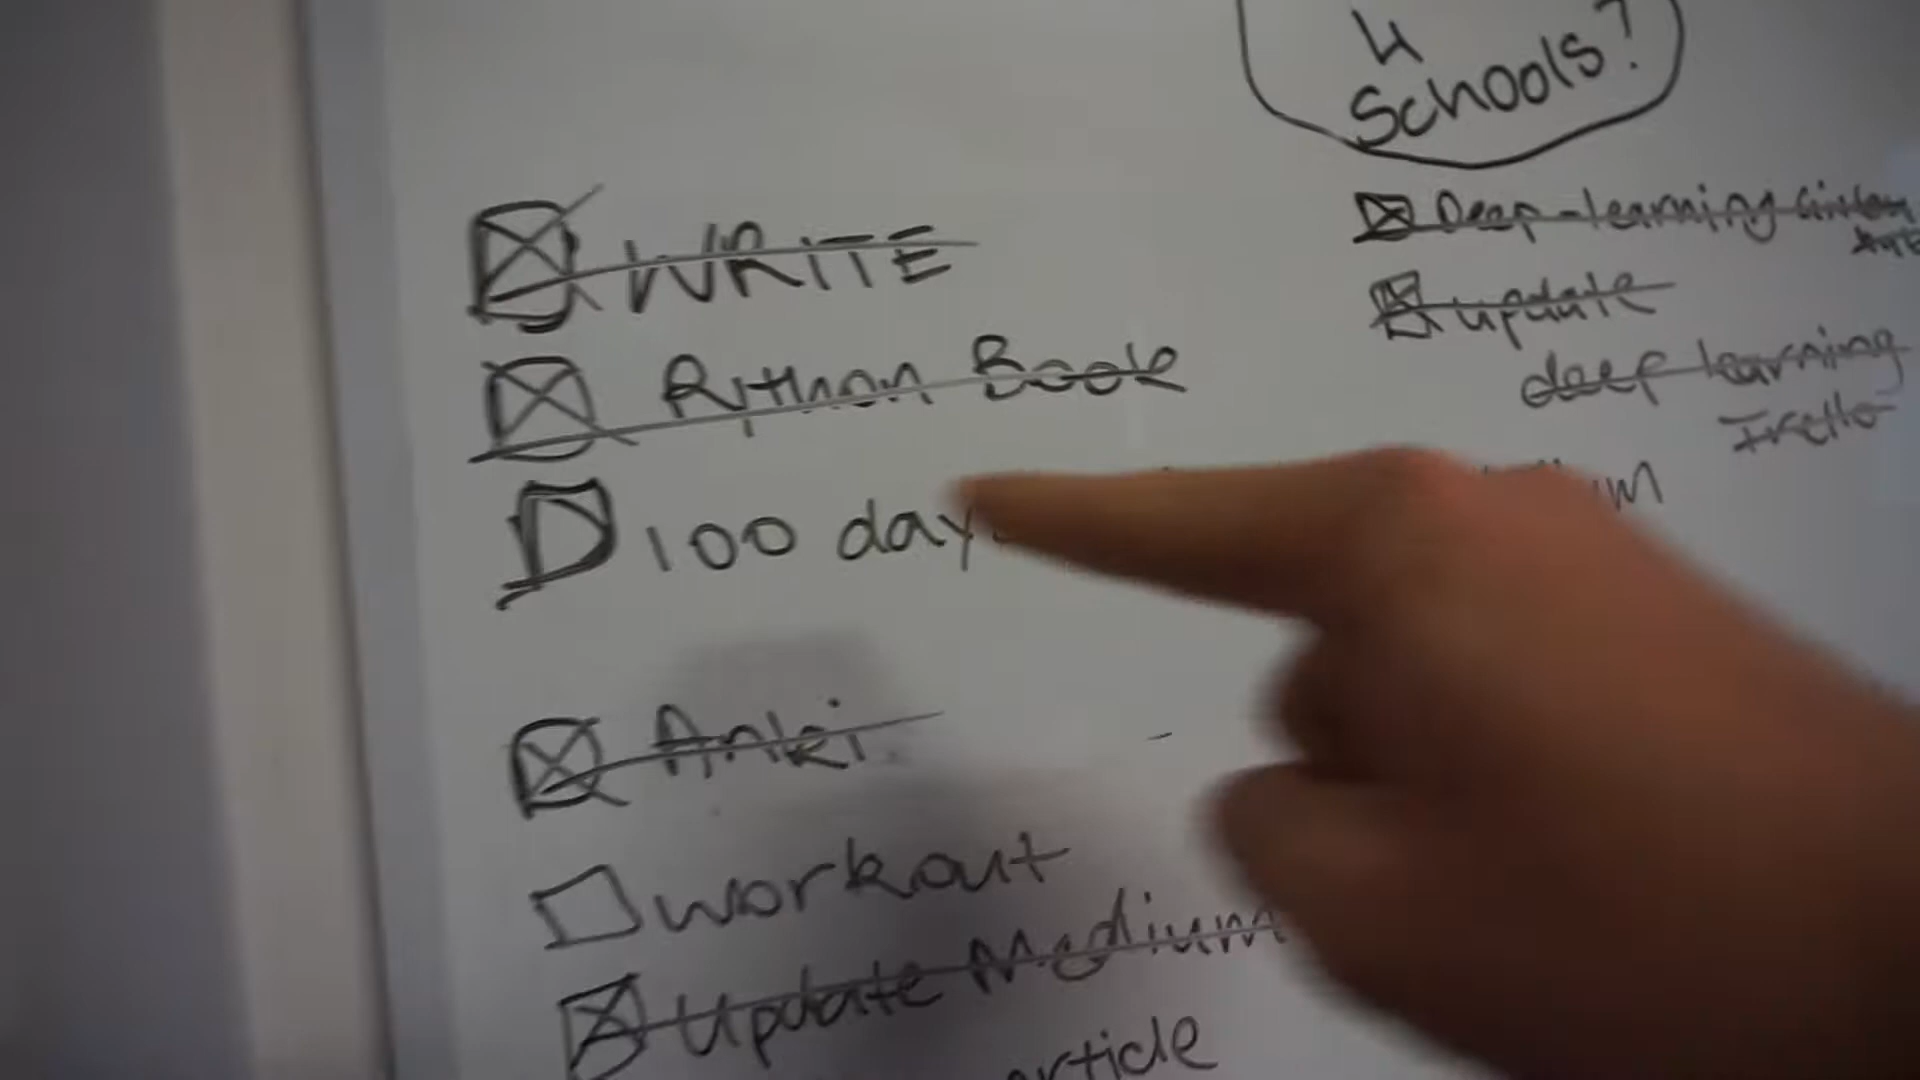 4
Schools?
WRITE
Python Book
100 day
Anki
workout
Update Medium
article
Deep-learning
update
deep learning
Trello